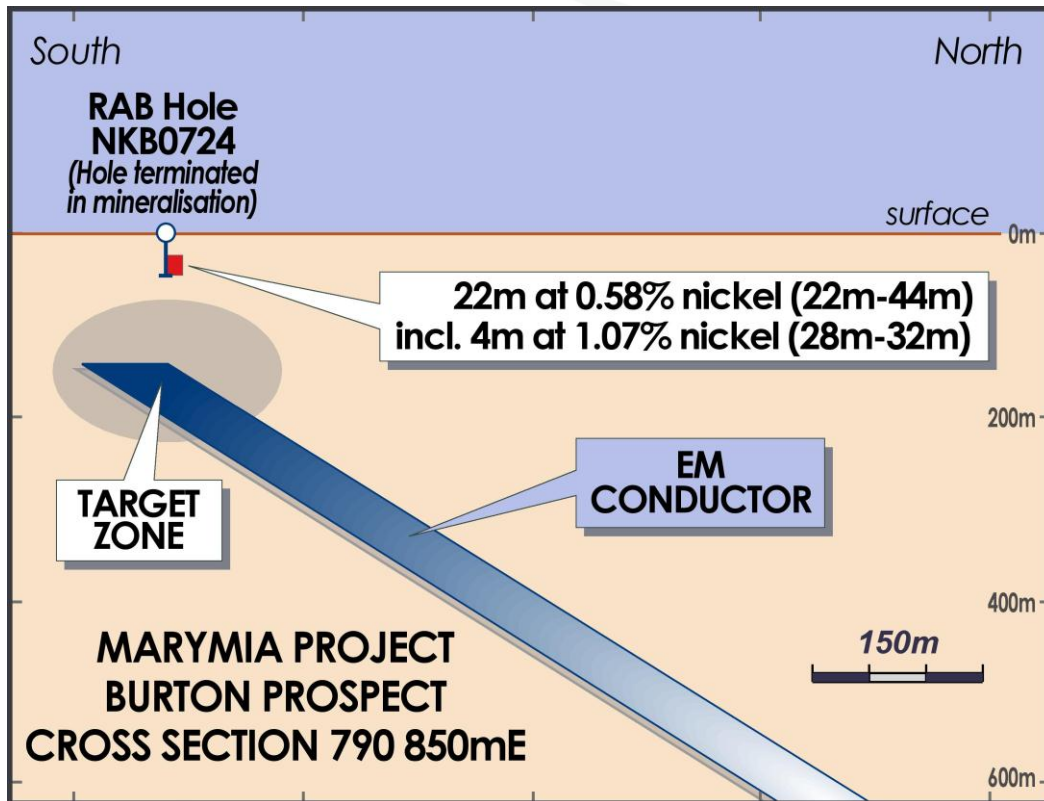 South
North
RAB Hole
NKB0724
(Hole terminated
in mineralisation)
surface
0m
22m at 0.58% nickel (22m-44m)
incl. 4m at 1.07% nickel (28m-32m)
200m
EM
CONDUCTOR
TARGET
ZONE
400m
150m
MARYMIA PROJECT
BURTON PROSPECT
CROSS SECTION 790 850mE
600m